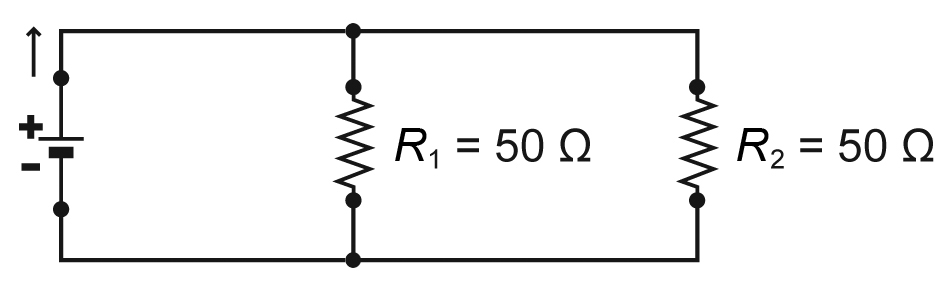 +
-
R₁ = 50 Ω
R₂ = 50 Ω